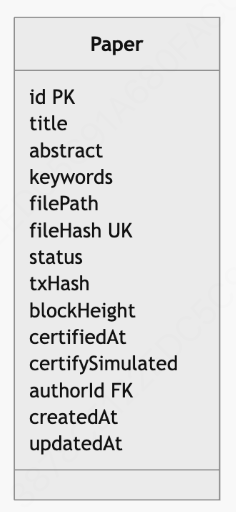 Paper
id PK
title
abstract
keywords
filePath
fileHash UK
status
txHash
blockHeight
certifiedAt
certifySimulated
authorId FK
createdAt
updatedAt